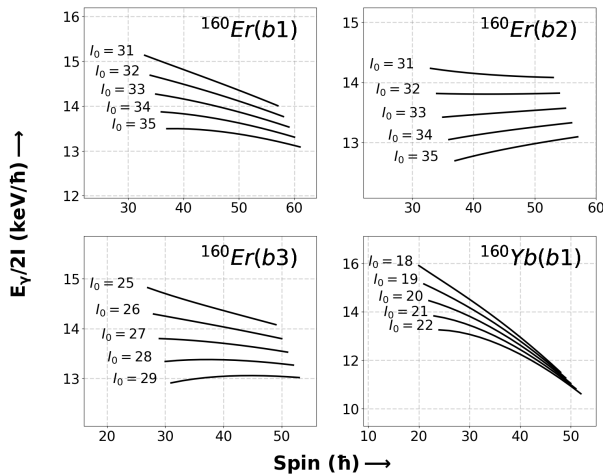 ¹⁶⁰Er(b1)
I₀ = 31
I₀ = 32
I₀ = 33
I₀ = 34
I₀ = 35
16
15
14
13
12
30
40
50
60
¹⁶⁰Er(b2)
I₀ = 31
I₀ = 32
I₀ = 33
I₀ = 34
I₀ = 35
15
14
13
30
40
50
60
Eγ/2I (keV/ħ) →
¹⁶⁰Er(b3)
I₀ = 25
I₀ = 26
I₀ = 27
I₀ = 28
I₀ = 29
15
14
13
20
30
40
50
¹⁶⁰Yb(b1)
I₀ = 18
I₀ = 19
I₀ = 20
I₀ = 21
I₀ = 22
16
14
12
10
10
20
30
40
50
Spin (ħ) →